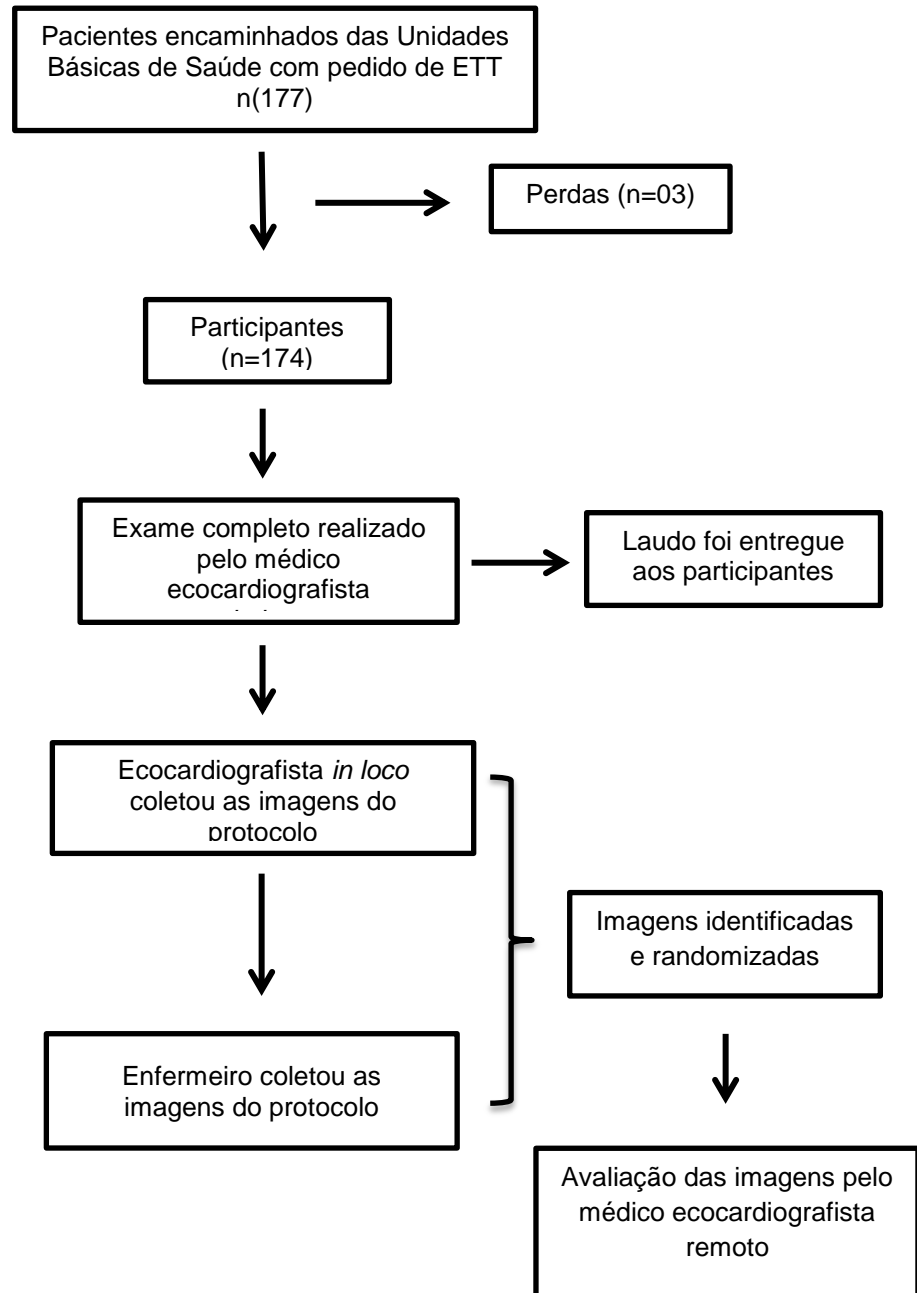 Pacientes encaminhados das Unidades
Básicas de Saúde com pedido de ETT
n(177)
Perdas (n=03)
Participantes
(n=174)
Exame completo realizado
pelo médico
ecocardiografista
Laudo foi entregue
aos participantes
Ecocardiografista in loco
coletou as imagens do
protocolo
Imagens identificadas
e randomizadas
Enfermeiro coletou as
imagens do protocolo
Avaliação das imagens pelo
médico ecocardiografista
remoto